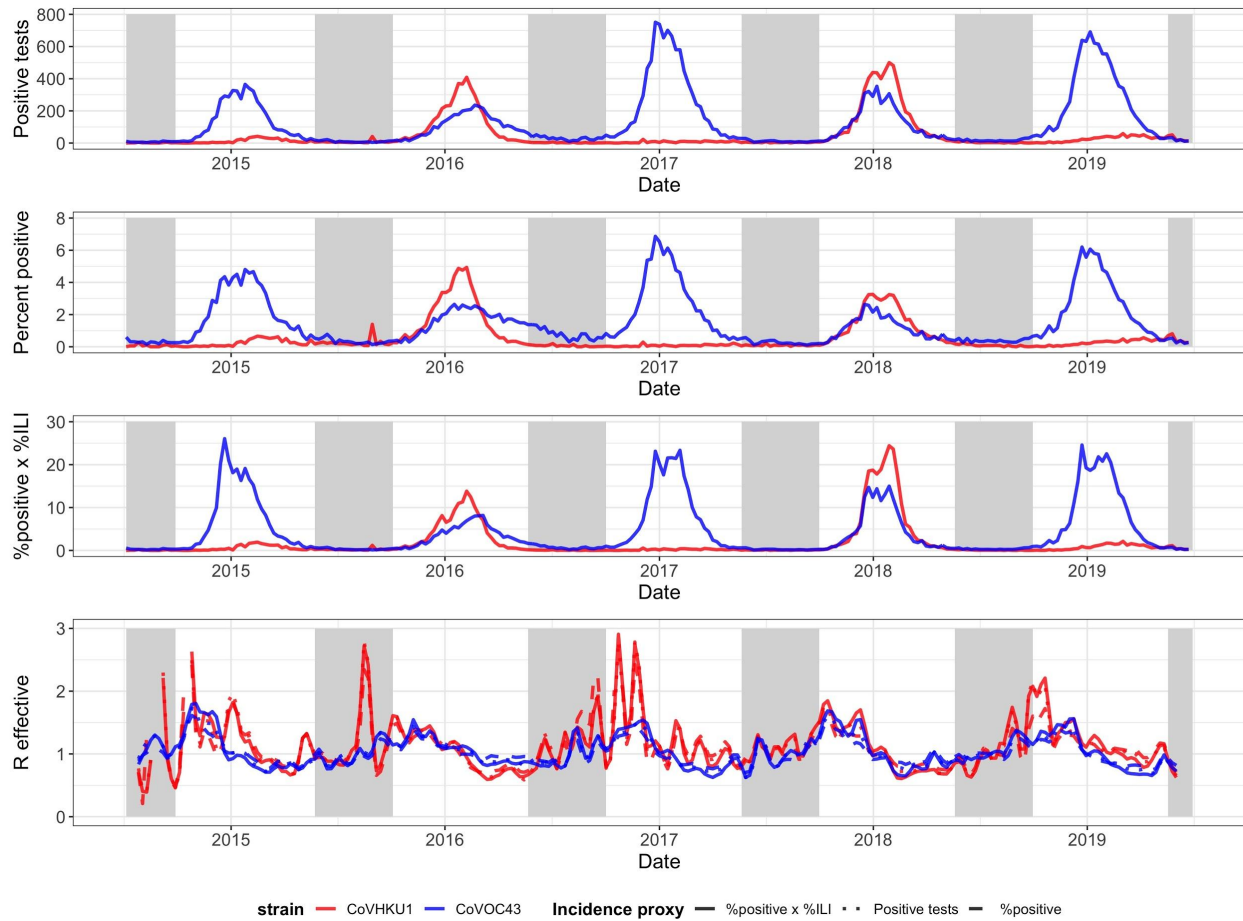 Positive tests
800
600
400
200
0
2015 2016 2017 2018 2019
Date
Percent positive
8
6
4
2
0
2015 2016 2017 2018 2019
Date
%positive x %ILI
30
20
10
0
2015 2016 2017 2018 2019
Date
R effective
3
2
1
0
2015 2016 2017 2018 2019
Date
strain CoVHKU1 CoVOC43 Incidence proxy %positive x %ILI Positive tests %positive